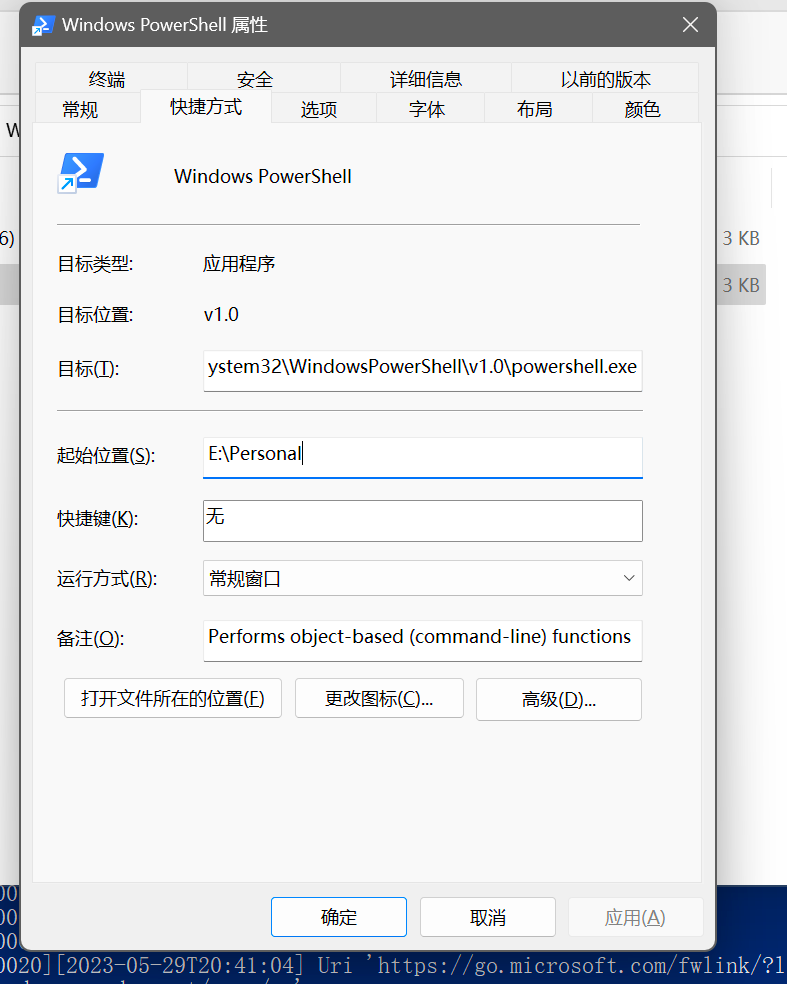 Windows PowerShell 属性
终端 安全 详细信息 以前的版本
常规 快捷方式 选项 字体 布局 颜色
W
Windows PowerShell
6)
3 KB
目标类型: 应用程序
3 KB
目标位置: v1.0
目标(T): ystem32\WindowsPowerShell\v1.0\powershell.exe
起始位置(S): E:\Personal
快捷键(K): 无
运行方式(R): 常规窗口
备注(O): Performs object-based (command-line) functions
打开文件所在的位置(F) 更改图标(C)... 高级(D)...
确定 取消 应用(A)
00
00
00
0020][2023-05-29T20:41:04] Uri 'https://go.microsoft.com/fwlink/?l